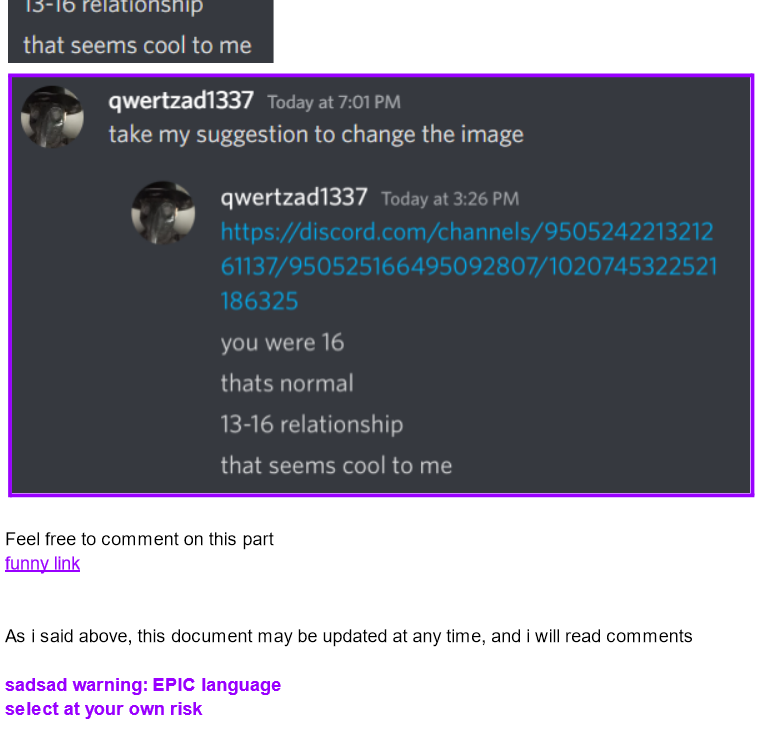 13-16 relationship
that seems cool to me
qwertzad1337 Today at 7:01 PM
take my suggestion to change the image
qwertzad1337 Today at 3:26 PM
https://discord.com/channels/9505242213212
61137/950525166495092807/1020745322521
186325
you were 16
thats normal
13-16 relationship
that seems cool to me
Feel free to comment on this part
funny link
As i said above, this document may be updated at any time, and i will read comments
sadsad warning: EPIC language
select at your own risk